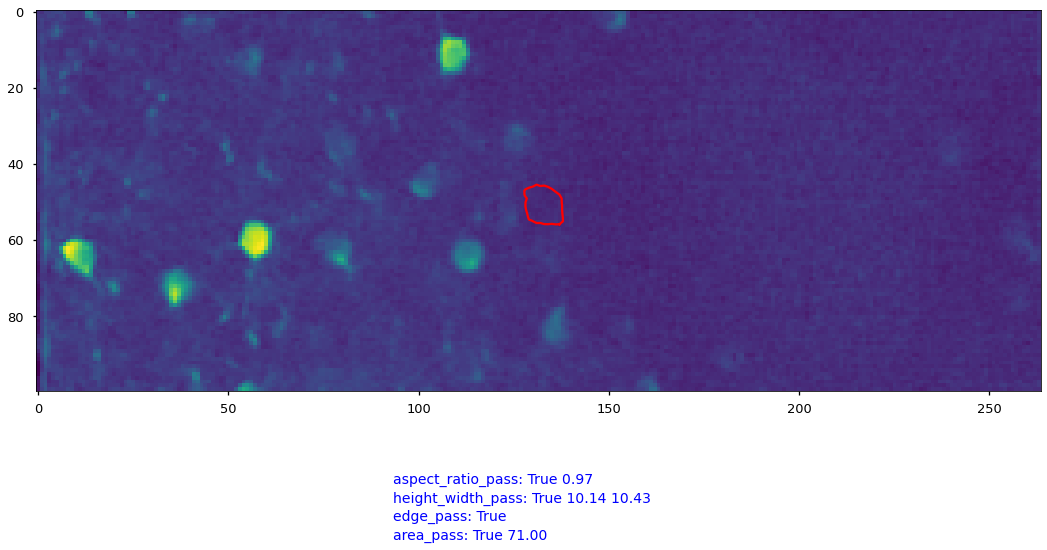 0
20
40
60
80
0 50 100 150 200 250
aspect_ratio_pass: True 0.97
height_width_pass: True 10.14 10.43
edge_pass: True
area_pass: True 71.00